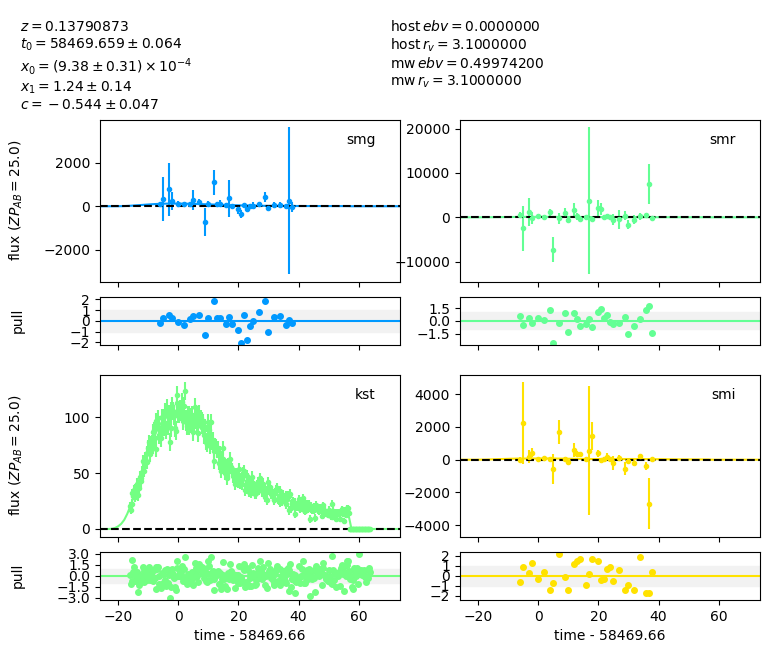 z = 0.13790873
t₀ = 58469.659 ± 0.064
x₀ = (9.38 ± 0.31) × 10⁻⁴
x₁ = 1.24 ± 0.14
c = −0.544 ± 0.047
host ebv = 0.0000000
host r_v = 3.1000000
mw ebv = 0.49974200
mw r_v = 3.1000000
flux (ZP_AB = 25.0)
2000
0
−2000
smg
20000
10000
0
−10000
smr
pull
2
1
0
−1
−2
1.5
0.0
−1.5
flux (ZP_AB = 25.0)
100
50
0
kst
4000
2000
0
−2000
−4000
smi
pull
3.0
1.5
0.0
−1.5
−3.0
2
1
0
−1
−2
−20 0 20 40 60
−20 0 20 40 60
time - 58469.66
time - 58469.66